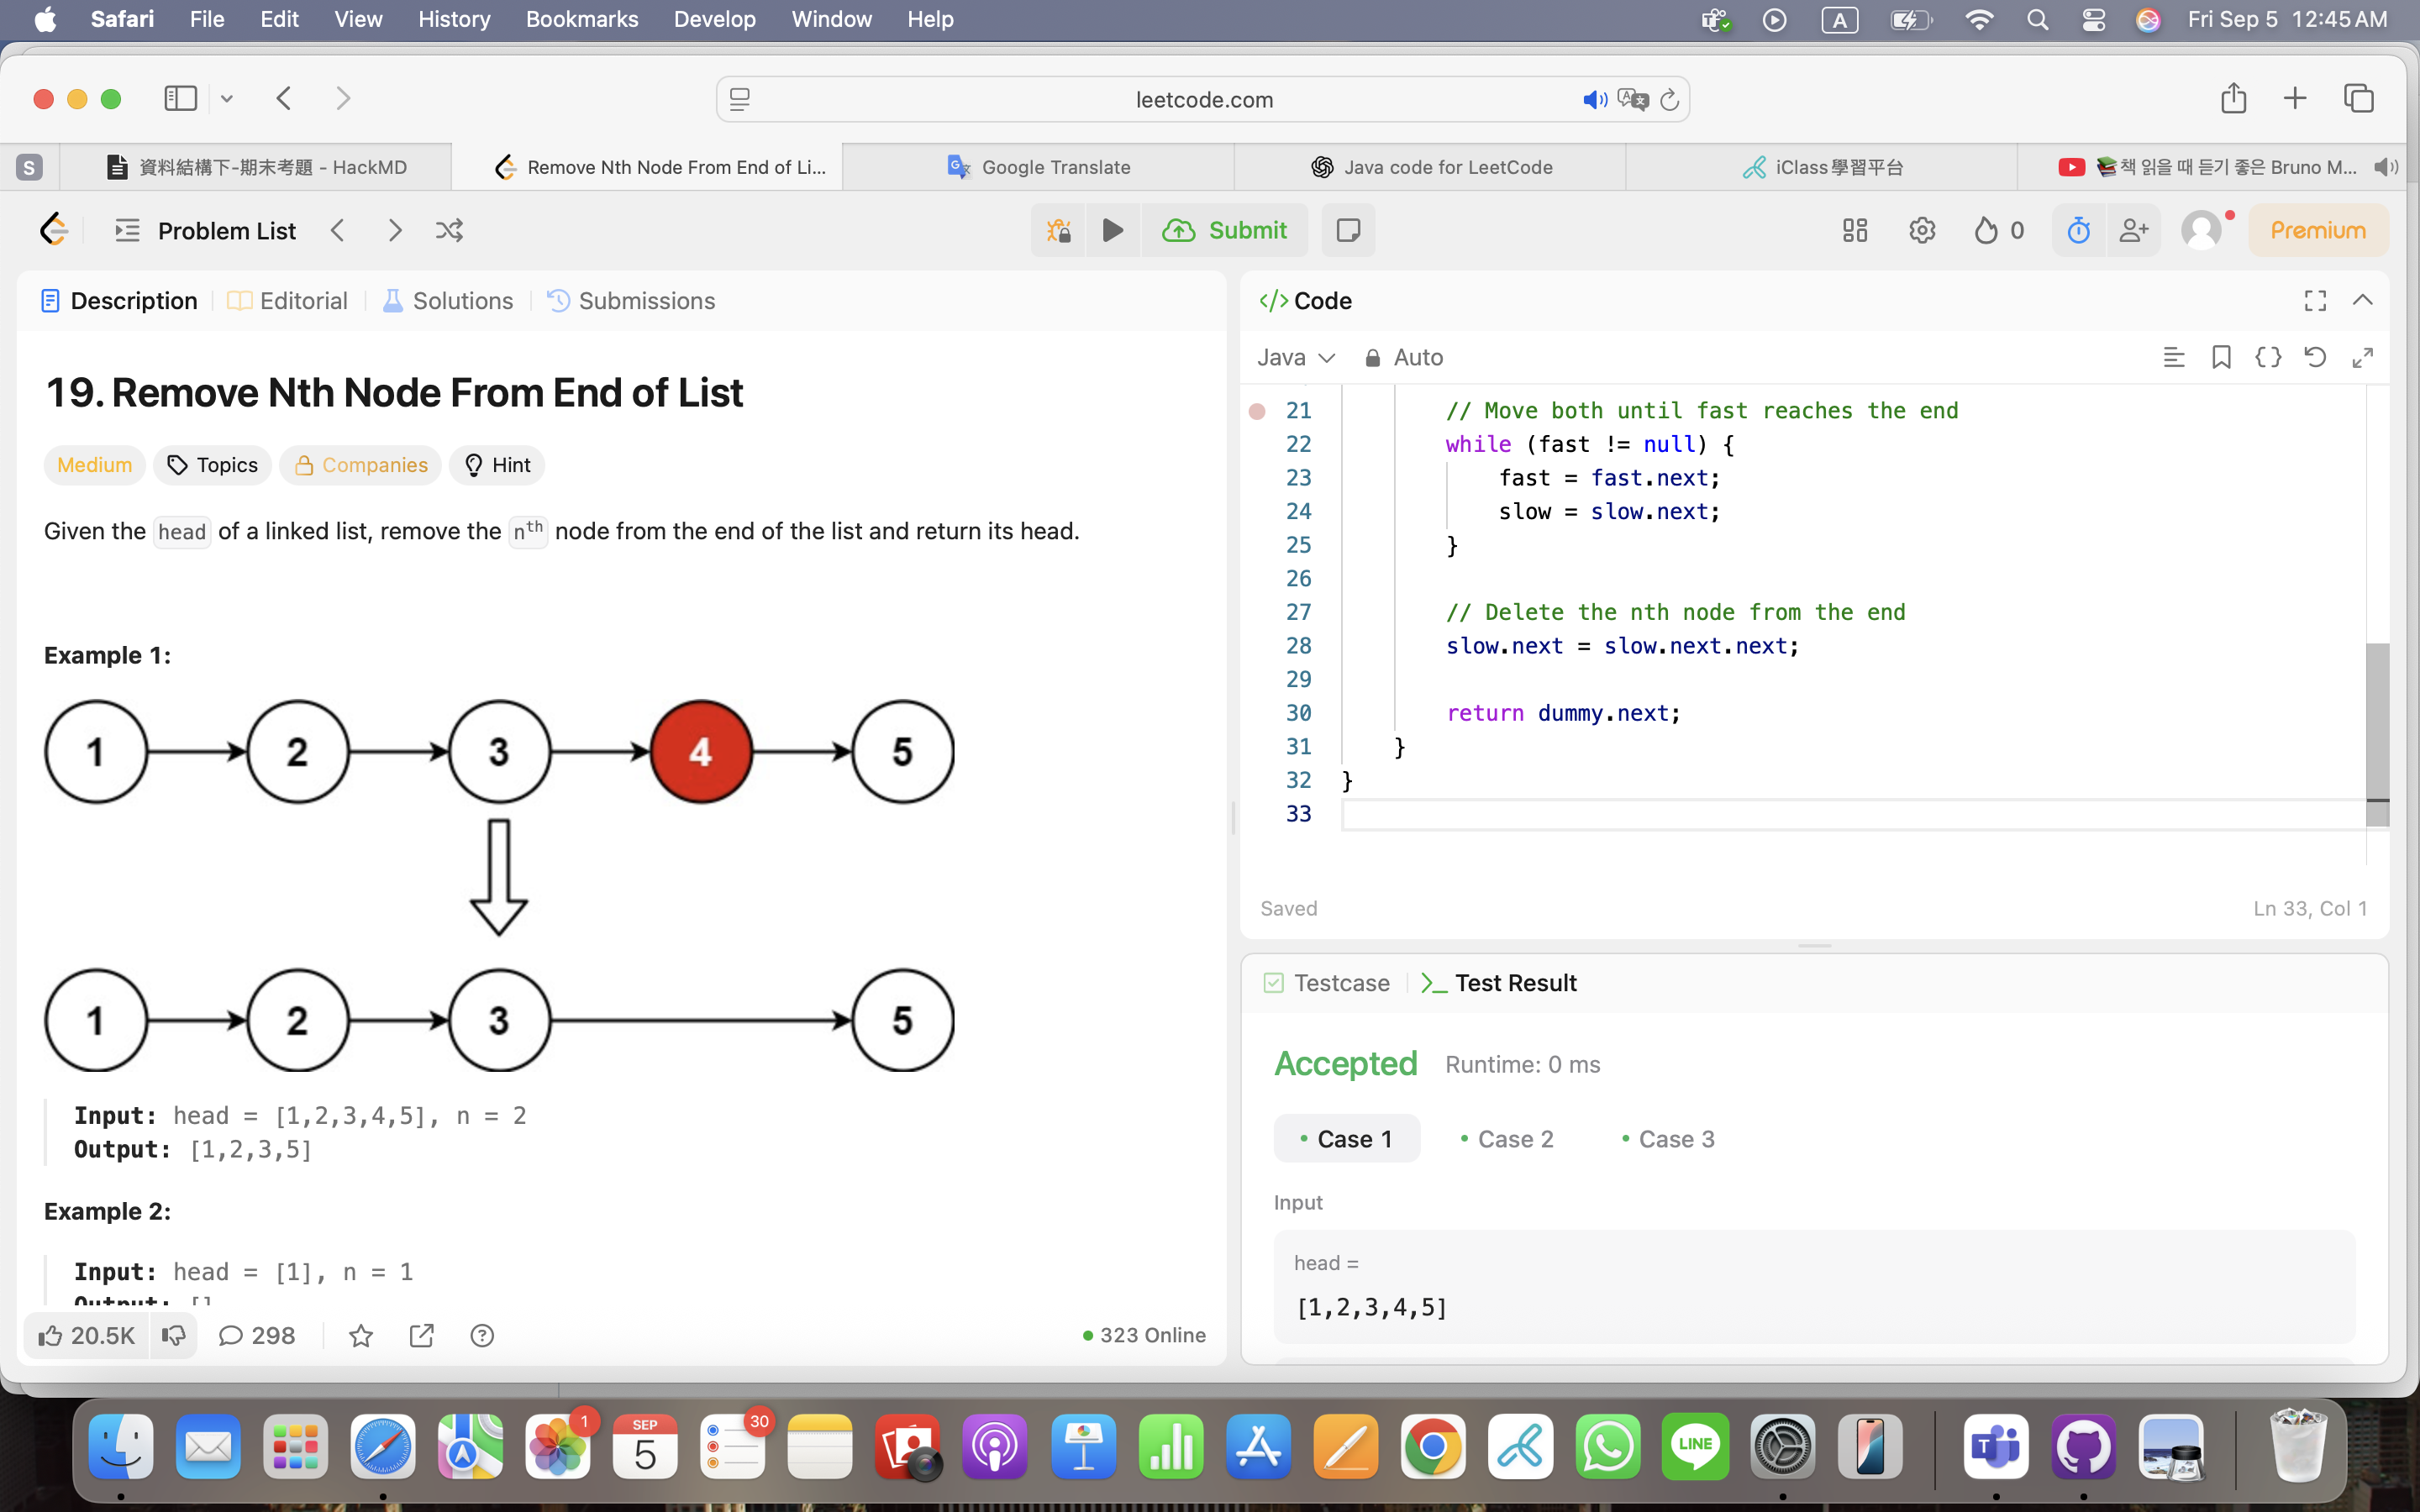 Safari File Edit View History Bookmarks Develop Window Help A Fri Sep 5 12:45 AM
leetcode.com
S 資料結構下-期末考題 - HackMD Remove Nth Node From End of Li... Google Translate Java code for LeetCode iClass 學習平台 책 읽을 때 듣기 좋은 Bruno M...
Problem List Submit 0 Premium
Description Editorial Solutions Submissions
19. Remove Nth Node From End of List
Medium Topics Companies Hint
Given the head of a linked list, remove the nth node from the end of the list and return its head.
Example 1:
1 2 3 4 5
1 2 3 5
Input: head = [1,2,3,4,5], n = 2
Output: [1,2,3,5]
Example 2:
Input: head = [1], n = 1
Output: []
20.5K 298 323 Online
</> Code
Java Auto
21 // Move both until fast reaches the end
22 while (fast != null) {
23 fast = fast.next;
24 slow = slow.next;
25 }
26
27 // Delete the nth node from the end
28 slow.next = slow.next.next;
29
30 return dummy.next;
31 }
32 }
33
Saved Ln 33, Col 1
Testcase Test Result
Accepted Runtime: 0 ms
Case 1 Case 2 Case 3
Input
head =
[1,2,3,4,5]
1 SEP 5 30 LINE T